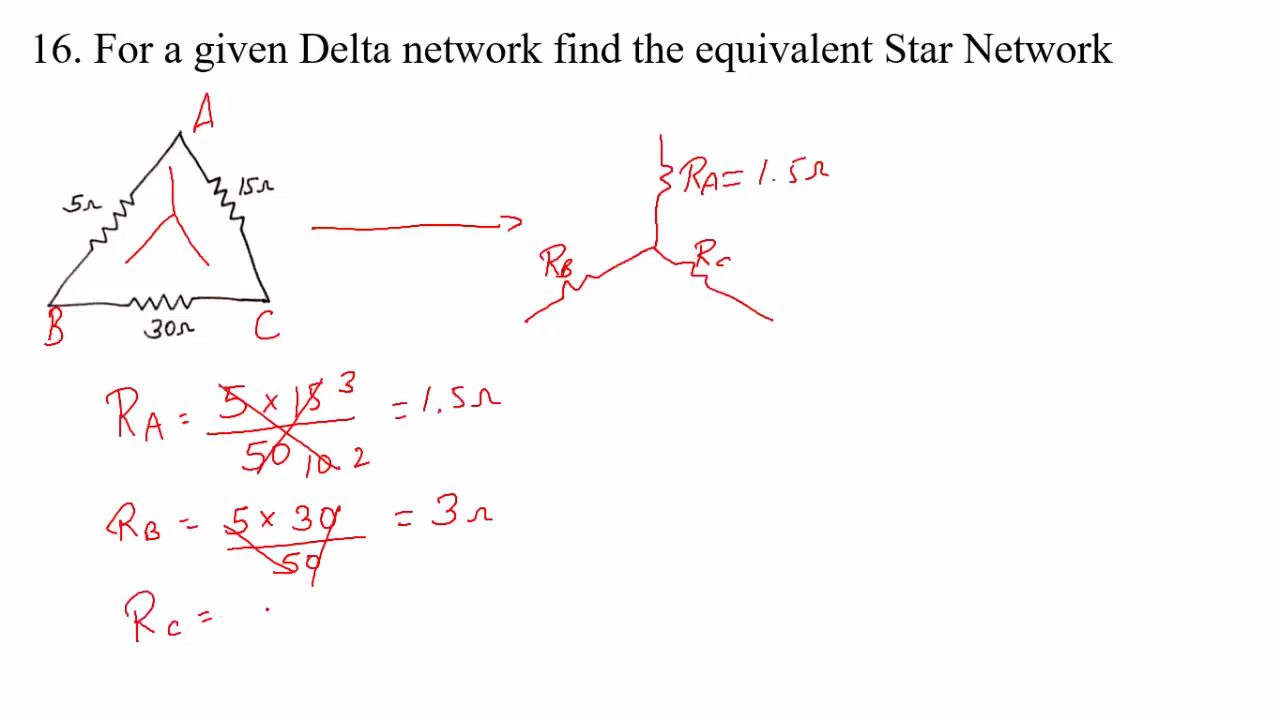 16. For a given Delta network find the equivalent Star Network
A
5Ω
15Ω
B
30Ω
C
RA = 1.5Ω
RB
RC
RA = 5 × 15 3 / 50 10 2 = 1.5Ω
RB = 5 × 30 / 50 = 3Ω
RC =